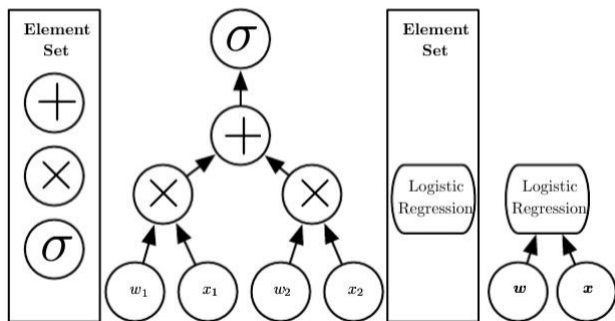 Element
Set
+
×
σ
σ
+
×
×
w₁
x₁
w₂
x₂
Element
Set
Logistic
Regression
Logistic
Regression
w
x